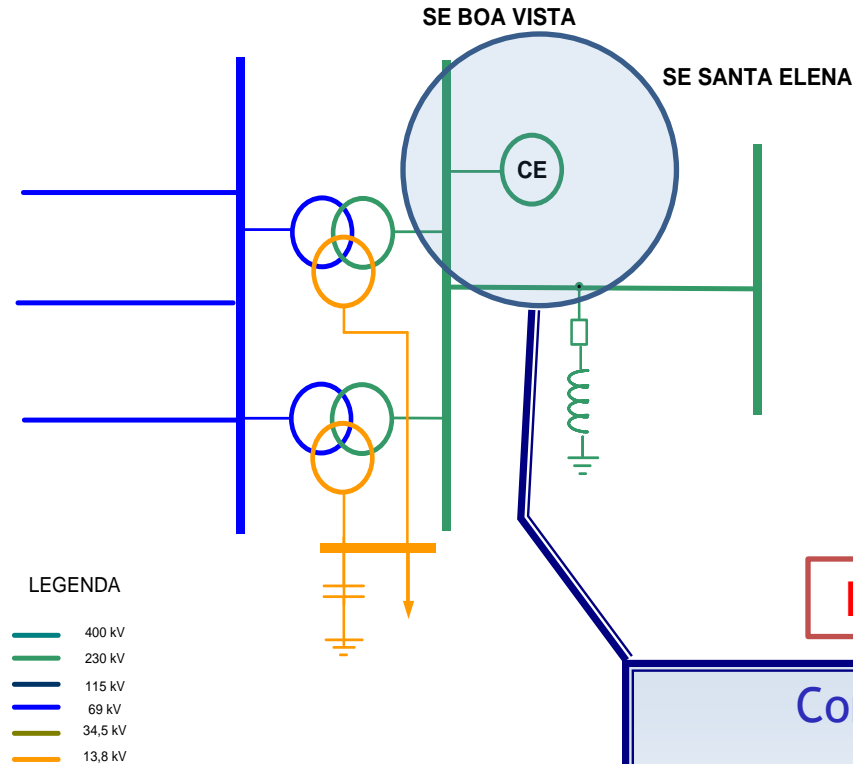 SE BOA VISTA
SE SANTA ELENA
CE
LEGENDA
400 kV
230 kV
115 kV
69 kV
34,5 kV
13,8 kV
Co